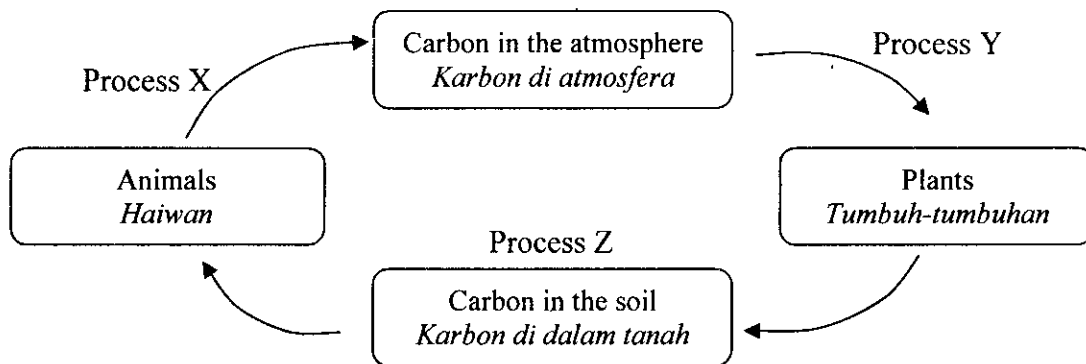 Carbon in the atmosphere
Karbon di atmosfera
Process Y
Process X
Animals
Haiwan
Plants
Tumbuh-tumbuhan
Process Z
Carbon in the soil
Karbon di dalam tanah